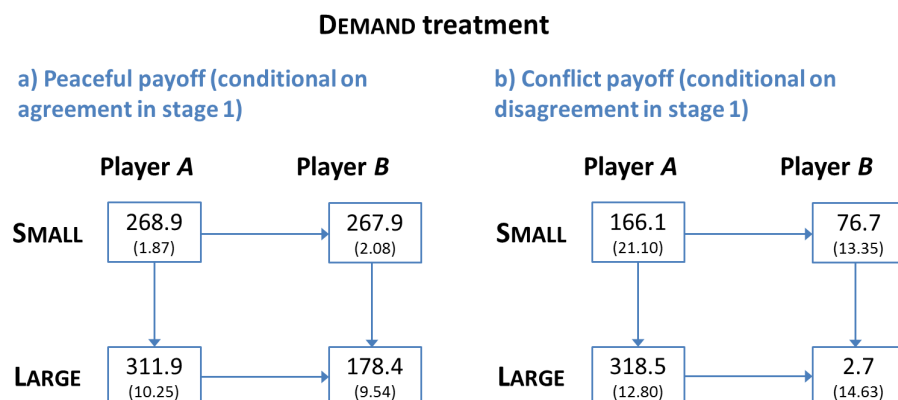 DEMAND treatment
a) Peaceful payoff (conditional on
agreement in stage 1)
b) Conflict payoff (conditional on
disagreement in stage 1)
Player A Player B Player A Player B
SMALL 268.9 267.9 SMALL 166.1 76.7
(1.87) (2.08) (21.10) (13.35)
LARGE 311.9 178.4 LARGE 318.5 2.7
(10.25) (9.54) (12.80) (14.63)